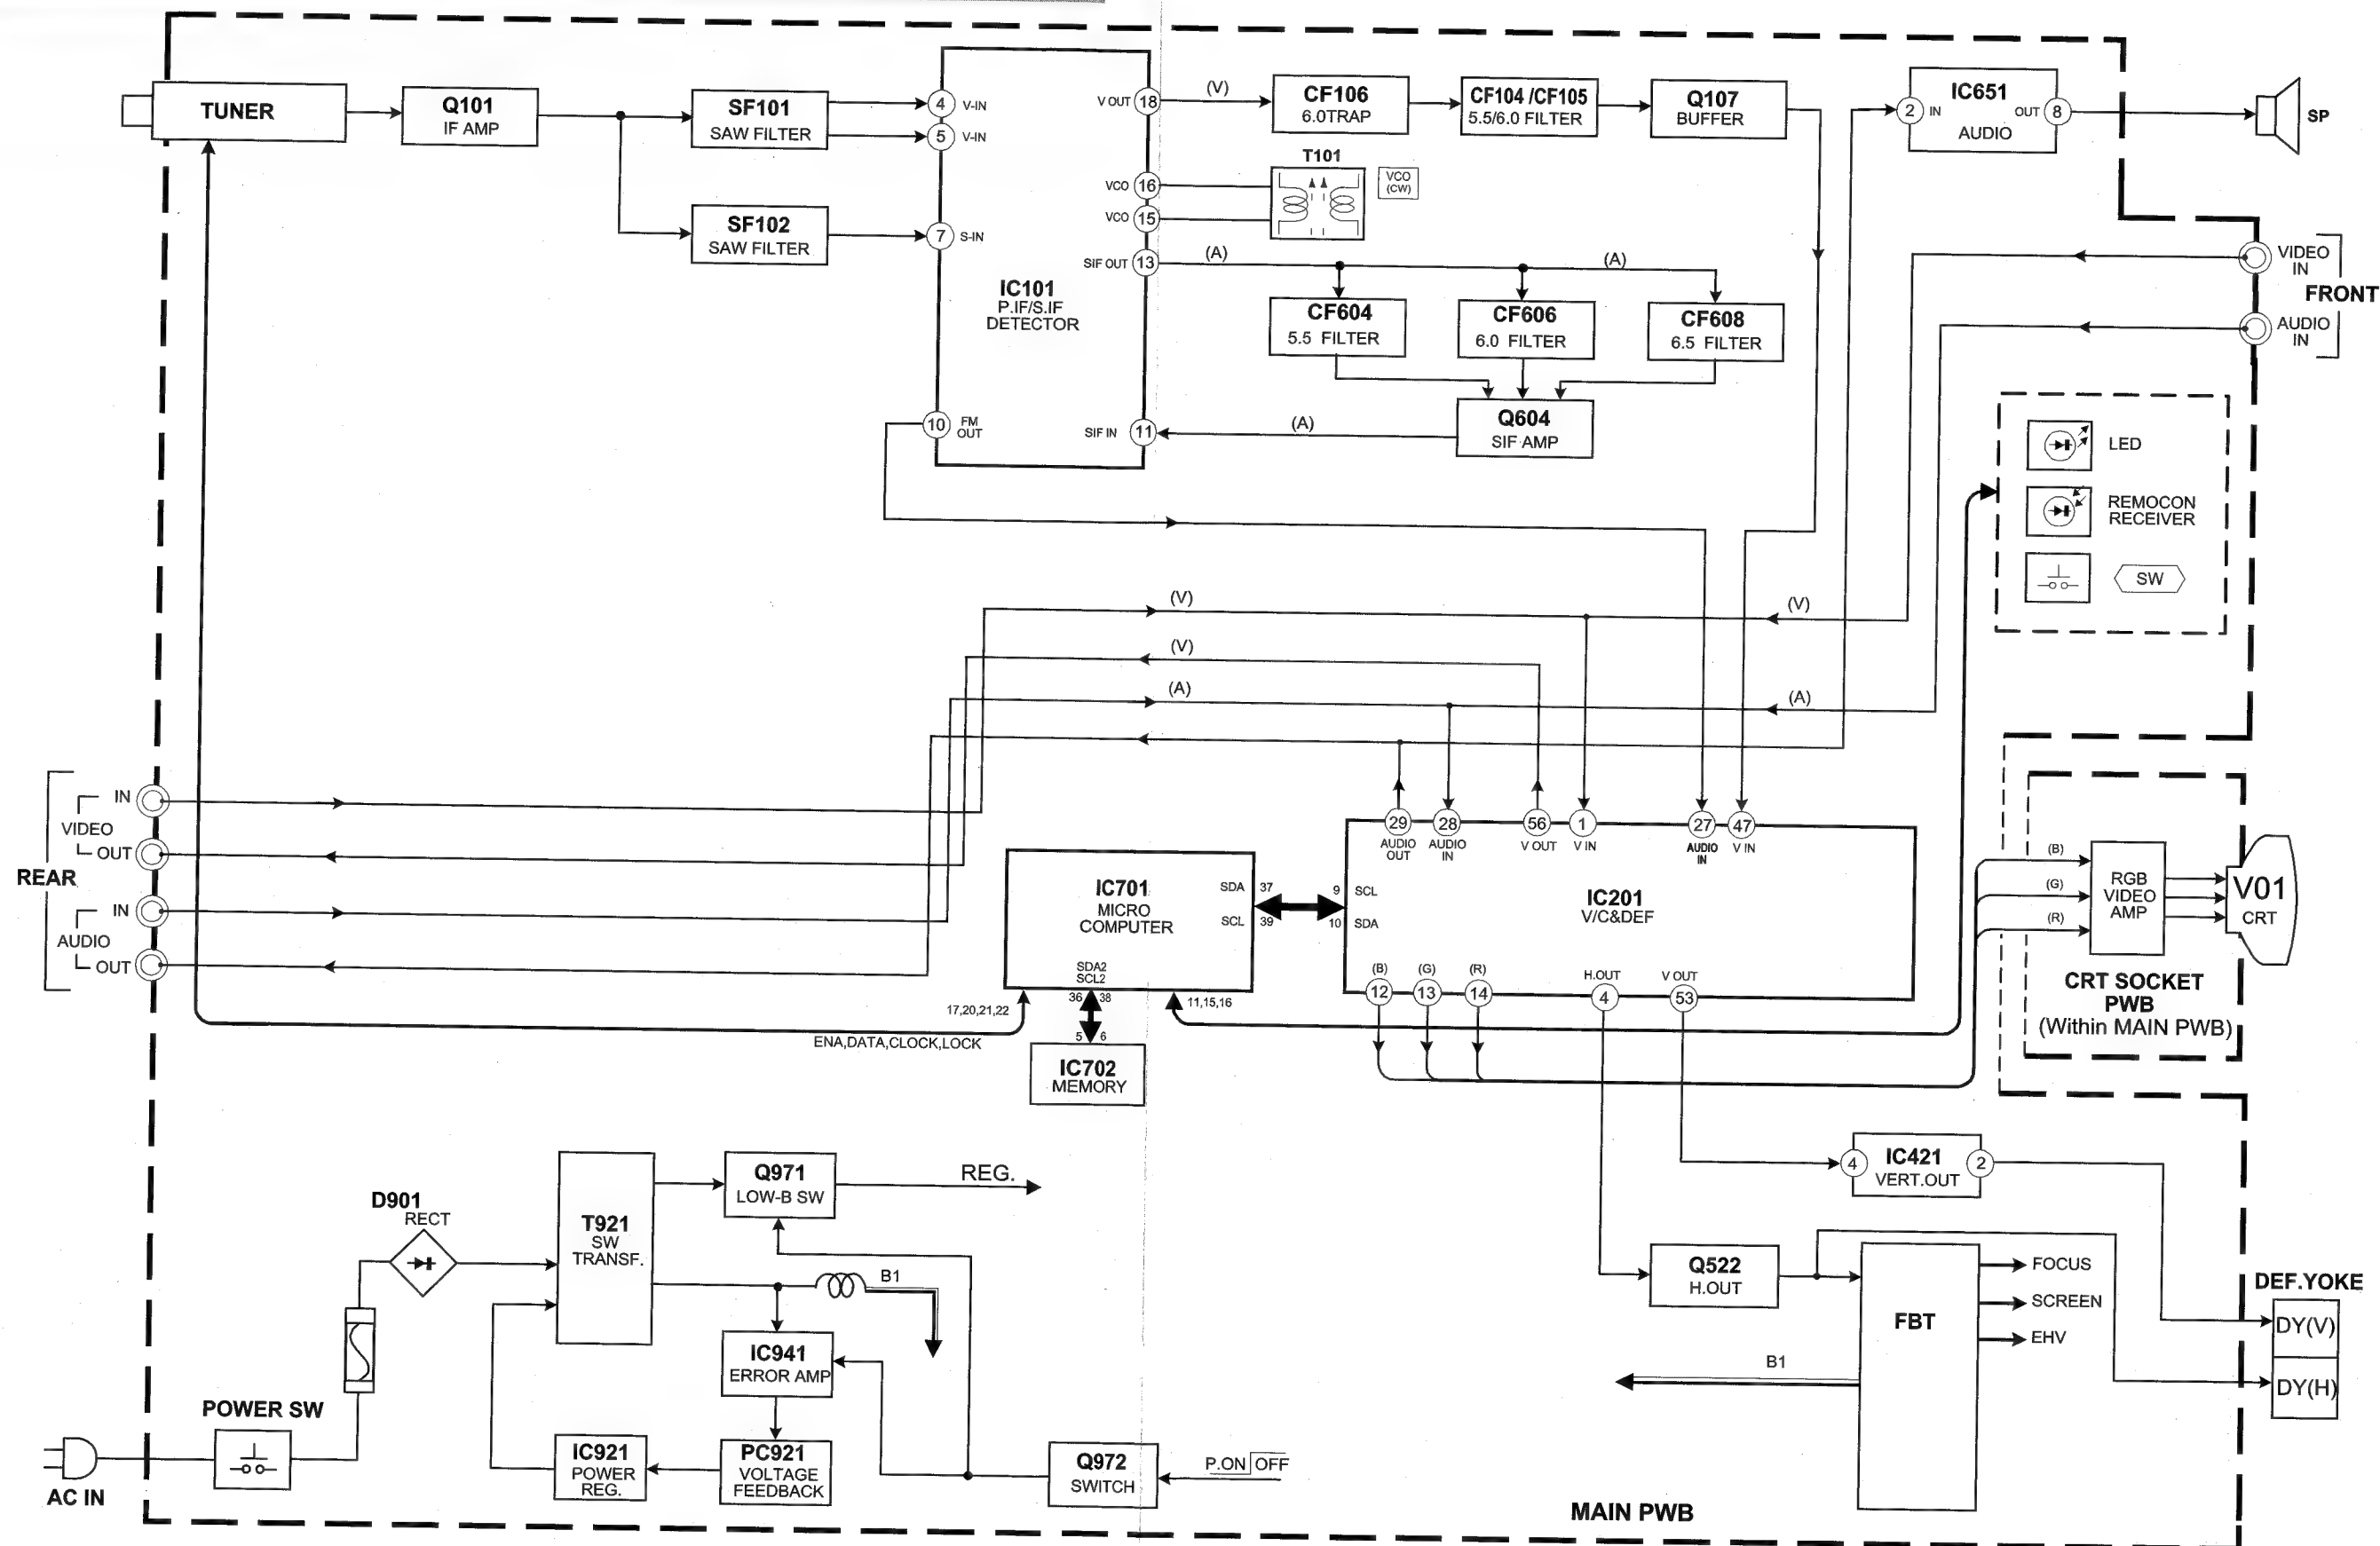 TUNER
Q101
IF AMP
SF101
SAW FILTER
SF102
SAW FILTER
4 V-IN
5 V-IN
7 S-IN
IC101
P.IF/S.IF
DETECTOR
V OUT 18
VCO 16
VCO 15
SIF OUT 13
10 FM
OUT
SIF IN 11
(V)
CF106
6.0TRAP
CF104 /CF105
5.5/6.0 FILTER
Q107
BUFFER
T101
VCO
(CW)
(A)
(A)
CF604
5.5 FILTER
CF606
6.0 FILTER
CF608
6.5 FILTER
(A)
Q604
SIF AMP
2 IN
IC651
AUDIO
OUT 8
SP
VIDEO
IN
FRONT
AUDIO
IN
LED
REMOCON
RECEIVER
SW
(V)
(V)
(V)
(A)
(A)
REAR
IN
VIDEO
OUT
IN
AUDIO
OUT
IC701
MICRO
COMPUTER
SDA 37
SCL 39
SDA2
SCL2
36 38
17,20,21,22
11,15,16
ENA,DATA,CLOCK,LOCK
5 6
IC702
MEMORY
29
AUDIO
OUT
28
AUDIO
IN
56
V OUT
1
V IN
27
AUDIO
IN
47
V IN
9 SCL
10 SDA
IC201
V/C&DEF
(B)
12
(G)
13
(R)
14
H.OUT
4
V OUT
53
(B)
(G)
(R)
RGB
VIDEO
AMP
V01
CRT
CRT SOCKET
PWB
(Within MAIN PWB)
4
IC421
VERT.OUT
2
Q522
H.OUT
FBT
FOCUS
SCREEN
EHV
B1
DEF.YOKE
DY(V)
DY(H)
D901
RECT
T921
SW
TRANSF.
Q971
LOW-B SW
REG.
B1
IC941
ERROR AMP
POWER SW
AC IN
IC921
POWER
REG.
PC921
VOLTAGE
FEEDBACK
Q972
SWITCH
P.ON OFF
MAIN PWB